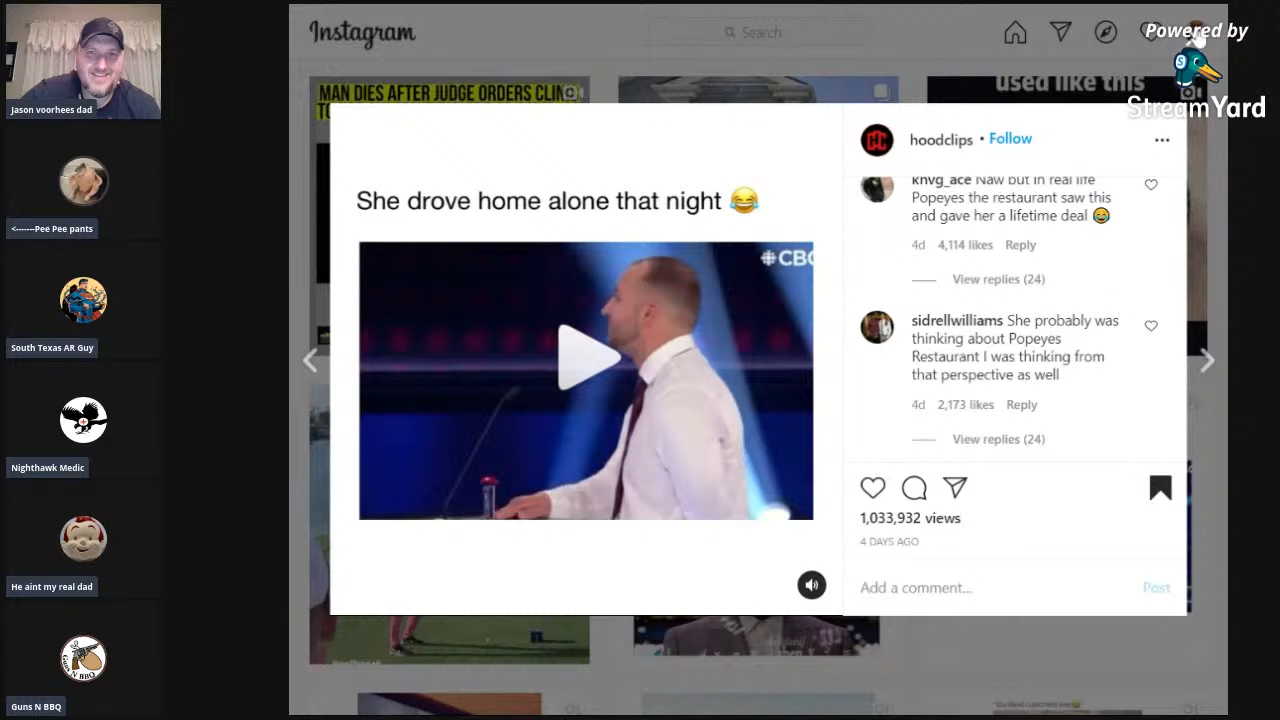 Jason voorhees dad
<------Pee Pee pants
South Texas AR Guy
Nighthawk Medic
He aint my real dad
Guns N BBQ
Instagram
Search
Powered by
StreamYard
MAN DIES AFTER JUDGE ORDERS
used like this
She drove home alone that night 😂
CBC
hoodclips • Follow
knvg_ace Naw but in real life
Popeyes the restaurant saw this
and gave her a lifetime deal 😂
4d 4,114 likes Reply
View replies (24)
sidrellwilliams She probably was
thinking about Popeyes
Restaurant I was thinking from
that perspective as well
4d 2,173 likes Reply
View replies (24)
1,033,932 views
4 DAYS AGO
Add a comment...
Post